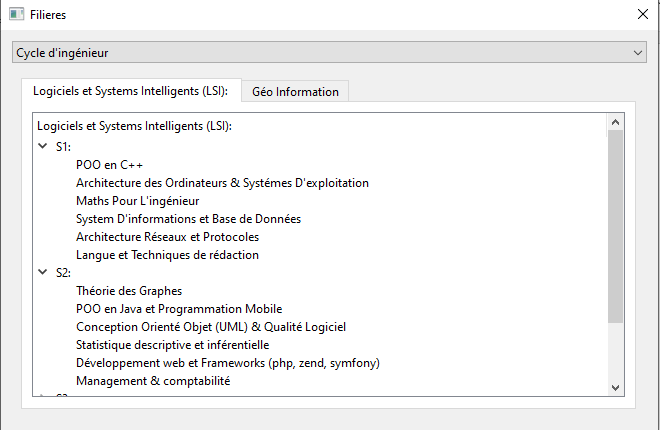 Filieres
Cycle d'ingénieur
Logiciels et Systems Intelligents (LSI):
Géo Information
Logiciels et Systems Intelligents (LSI):
S1:
POO en C++
Architecture des Ordinateurs & Systémes D'exploitation
Maths Pour L'ingénieur
System D'informations et Base de Données
Architecture Réseaux et Protocoles
Langue et Techniques de rédaction
S2:
Théorie des Graphes
POO en Java et Programmation Mobile
Conception Orienté Objet (UML) & Qualité Logiciel
Statistique descriptive et inférentielle
Développement web et Frameworks (php, zend, symfony)
Management & comptabilité